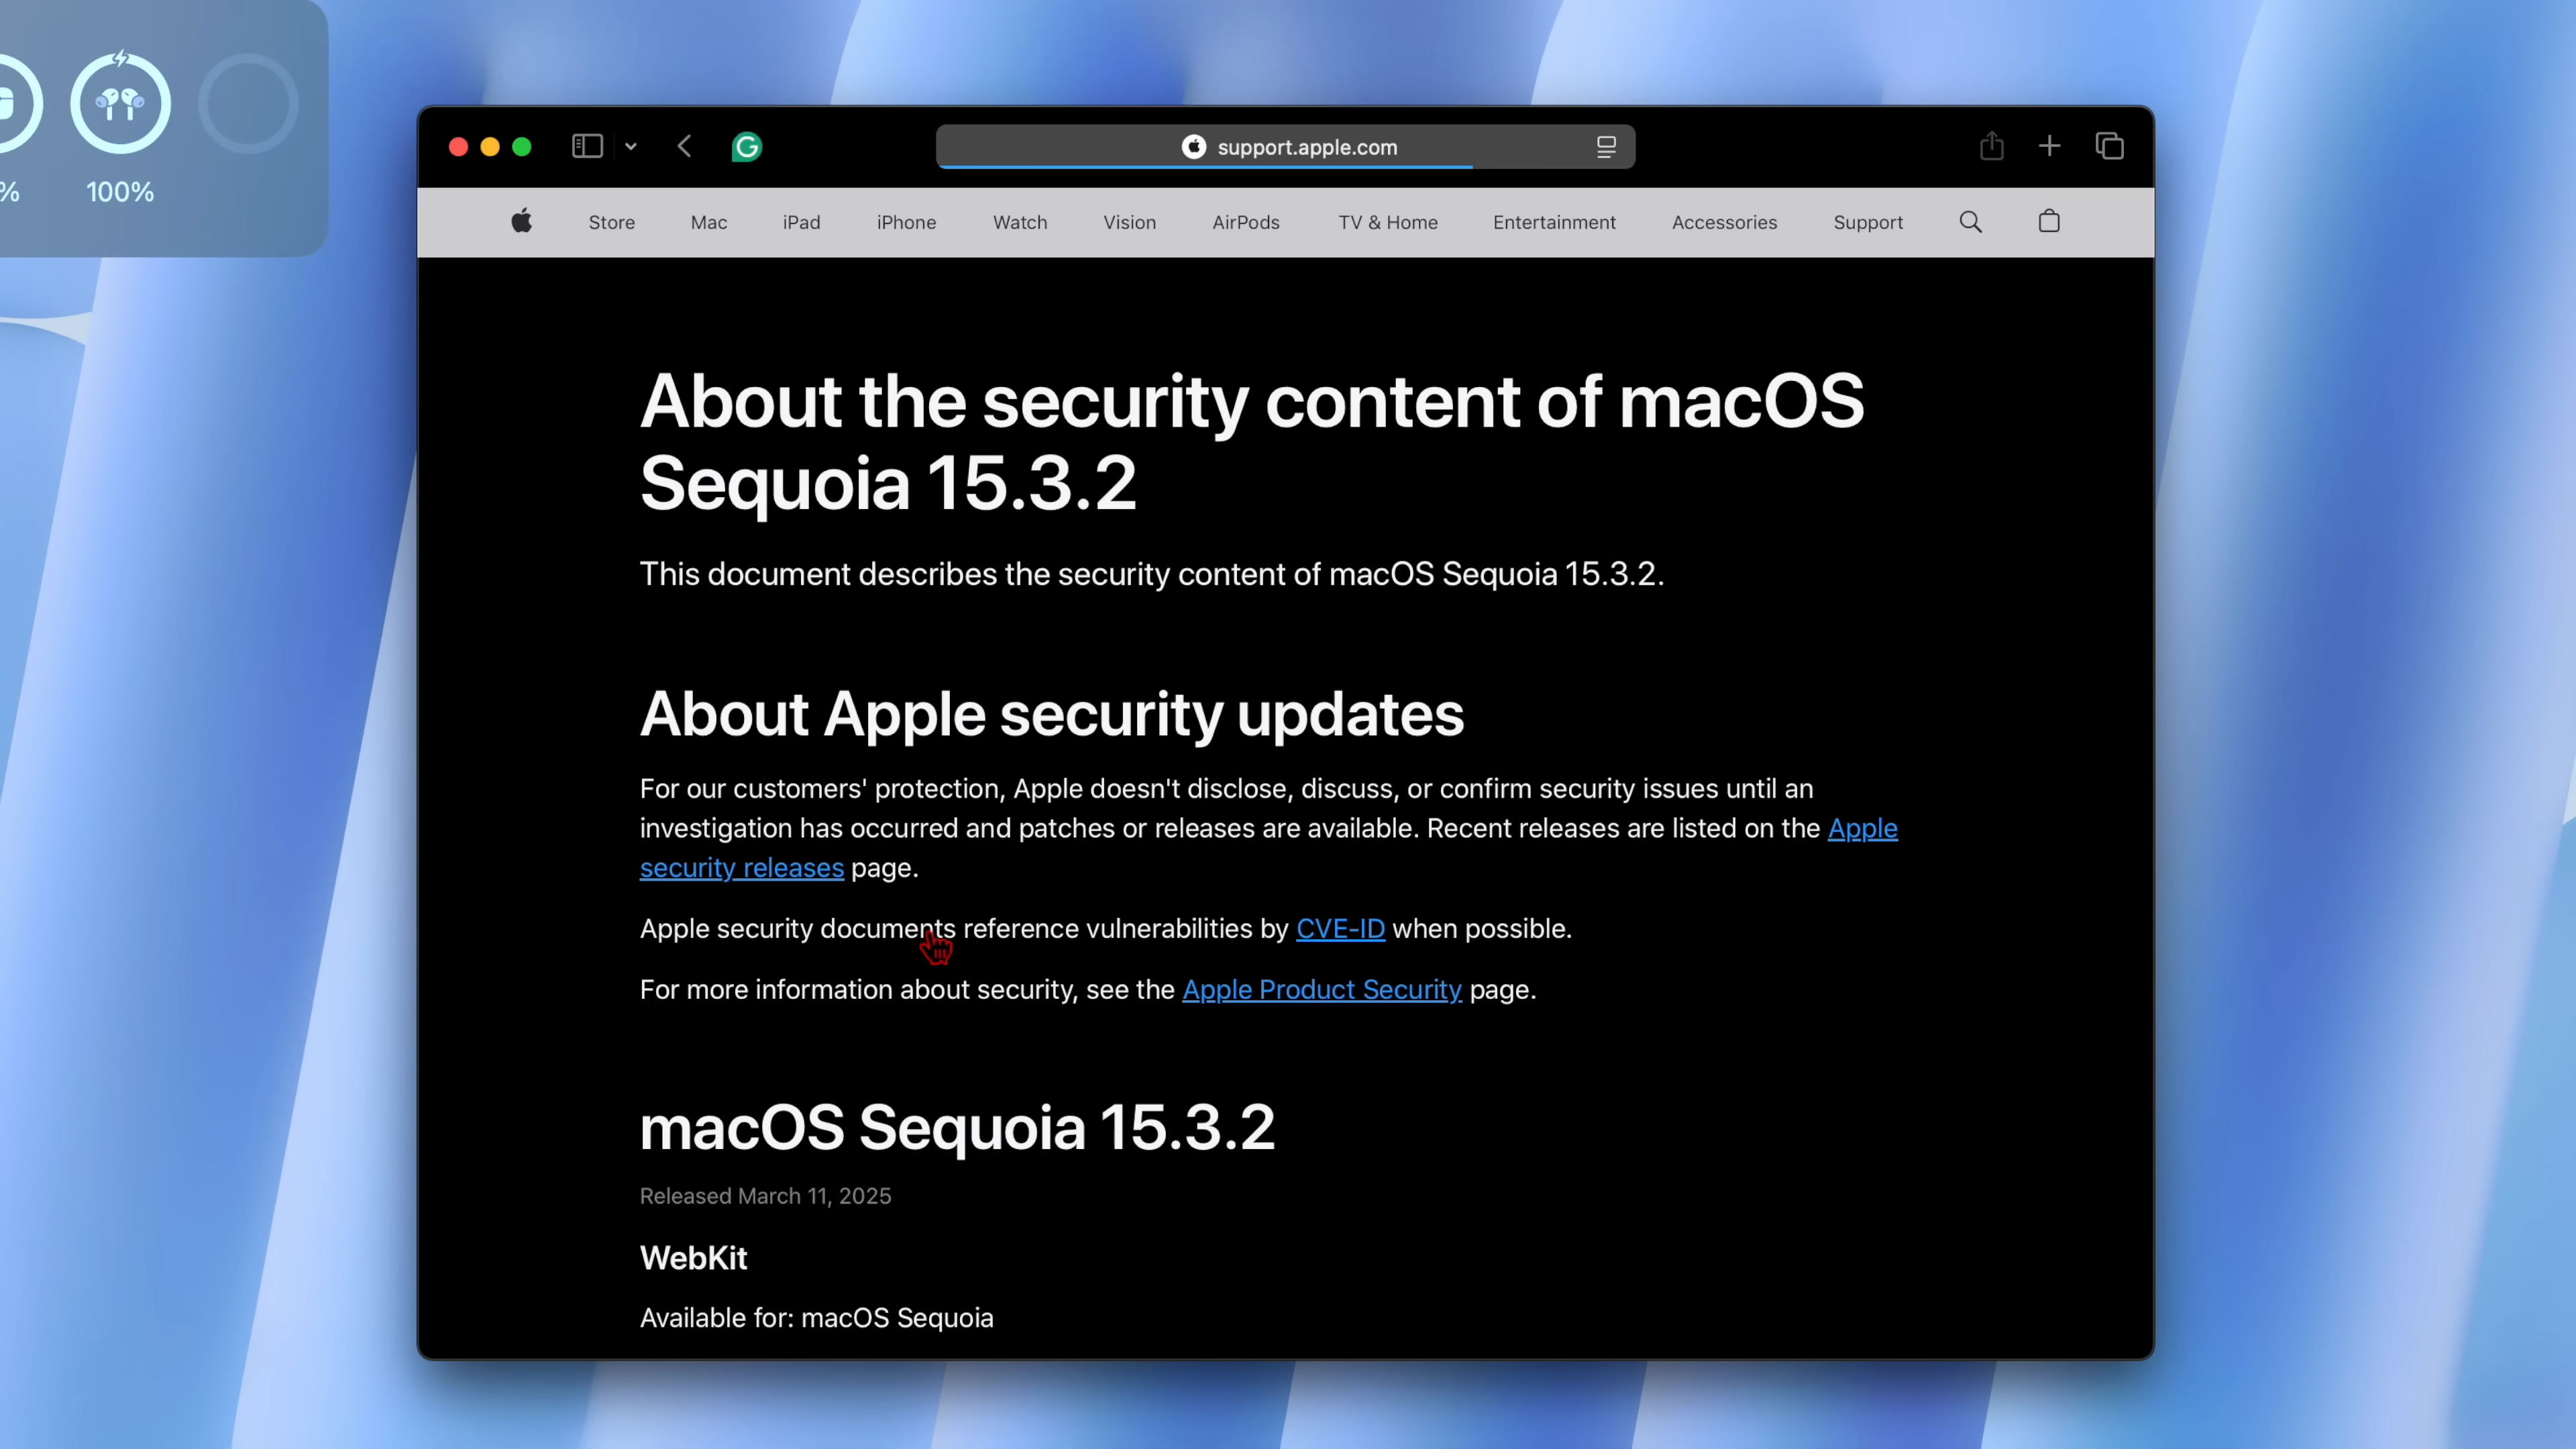 %
100%
support.apple.com
Store Mac iPad iPhone Watch Vision AirPods TV & Home Entertainment Accessories Support
About the security content of macOS
Sequoia 15.3.2
This document describes the security content of macOS Sequoia 15.3.2.
About Apple security updates
For our customers' protection, Apple doesn't disclose, discuss, or confirm security issues until an
investigation has occurred and patches or releases are available. Recent releases are listed on the Apple
security releases page.
Apple security documents reference vulnerabilities by CVE-ID when possible.
For more information about security, see the Apple Product Security page.
macOS Sequoia 15.3.2
Released March 11, 2025
WebKit
Available for: macOS Sequoia